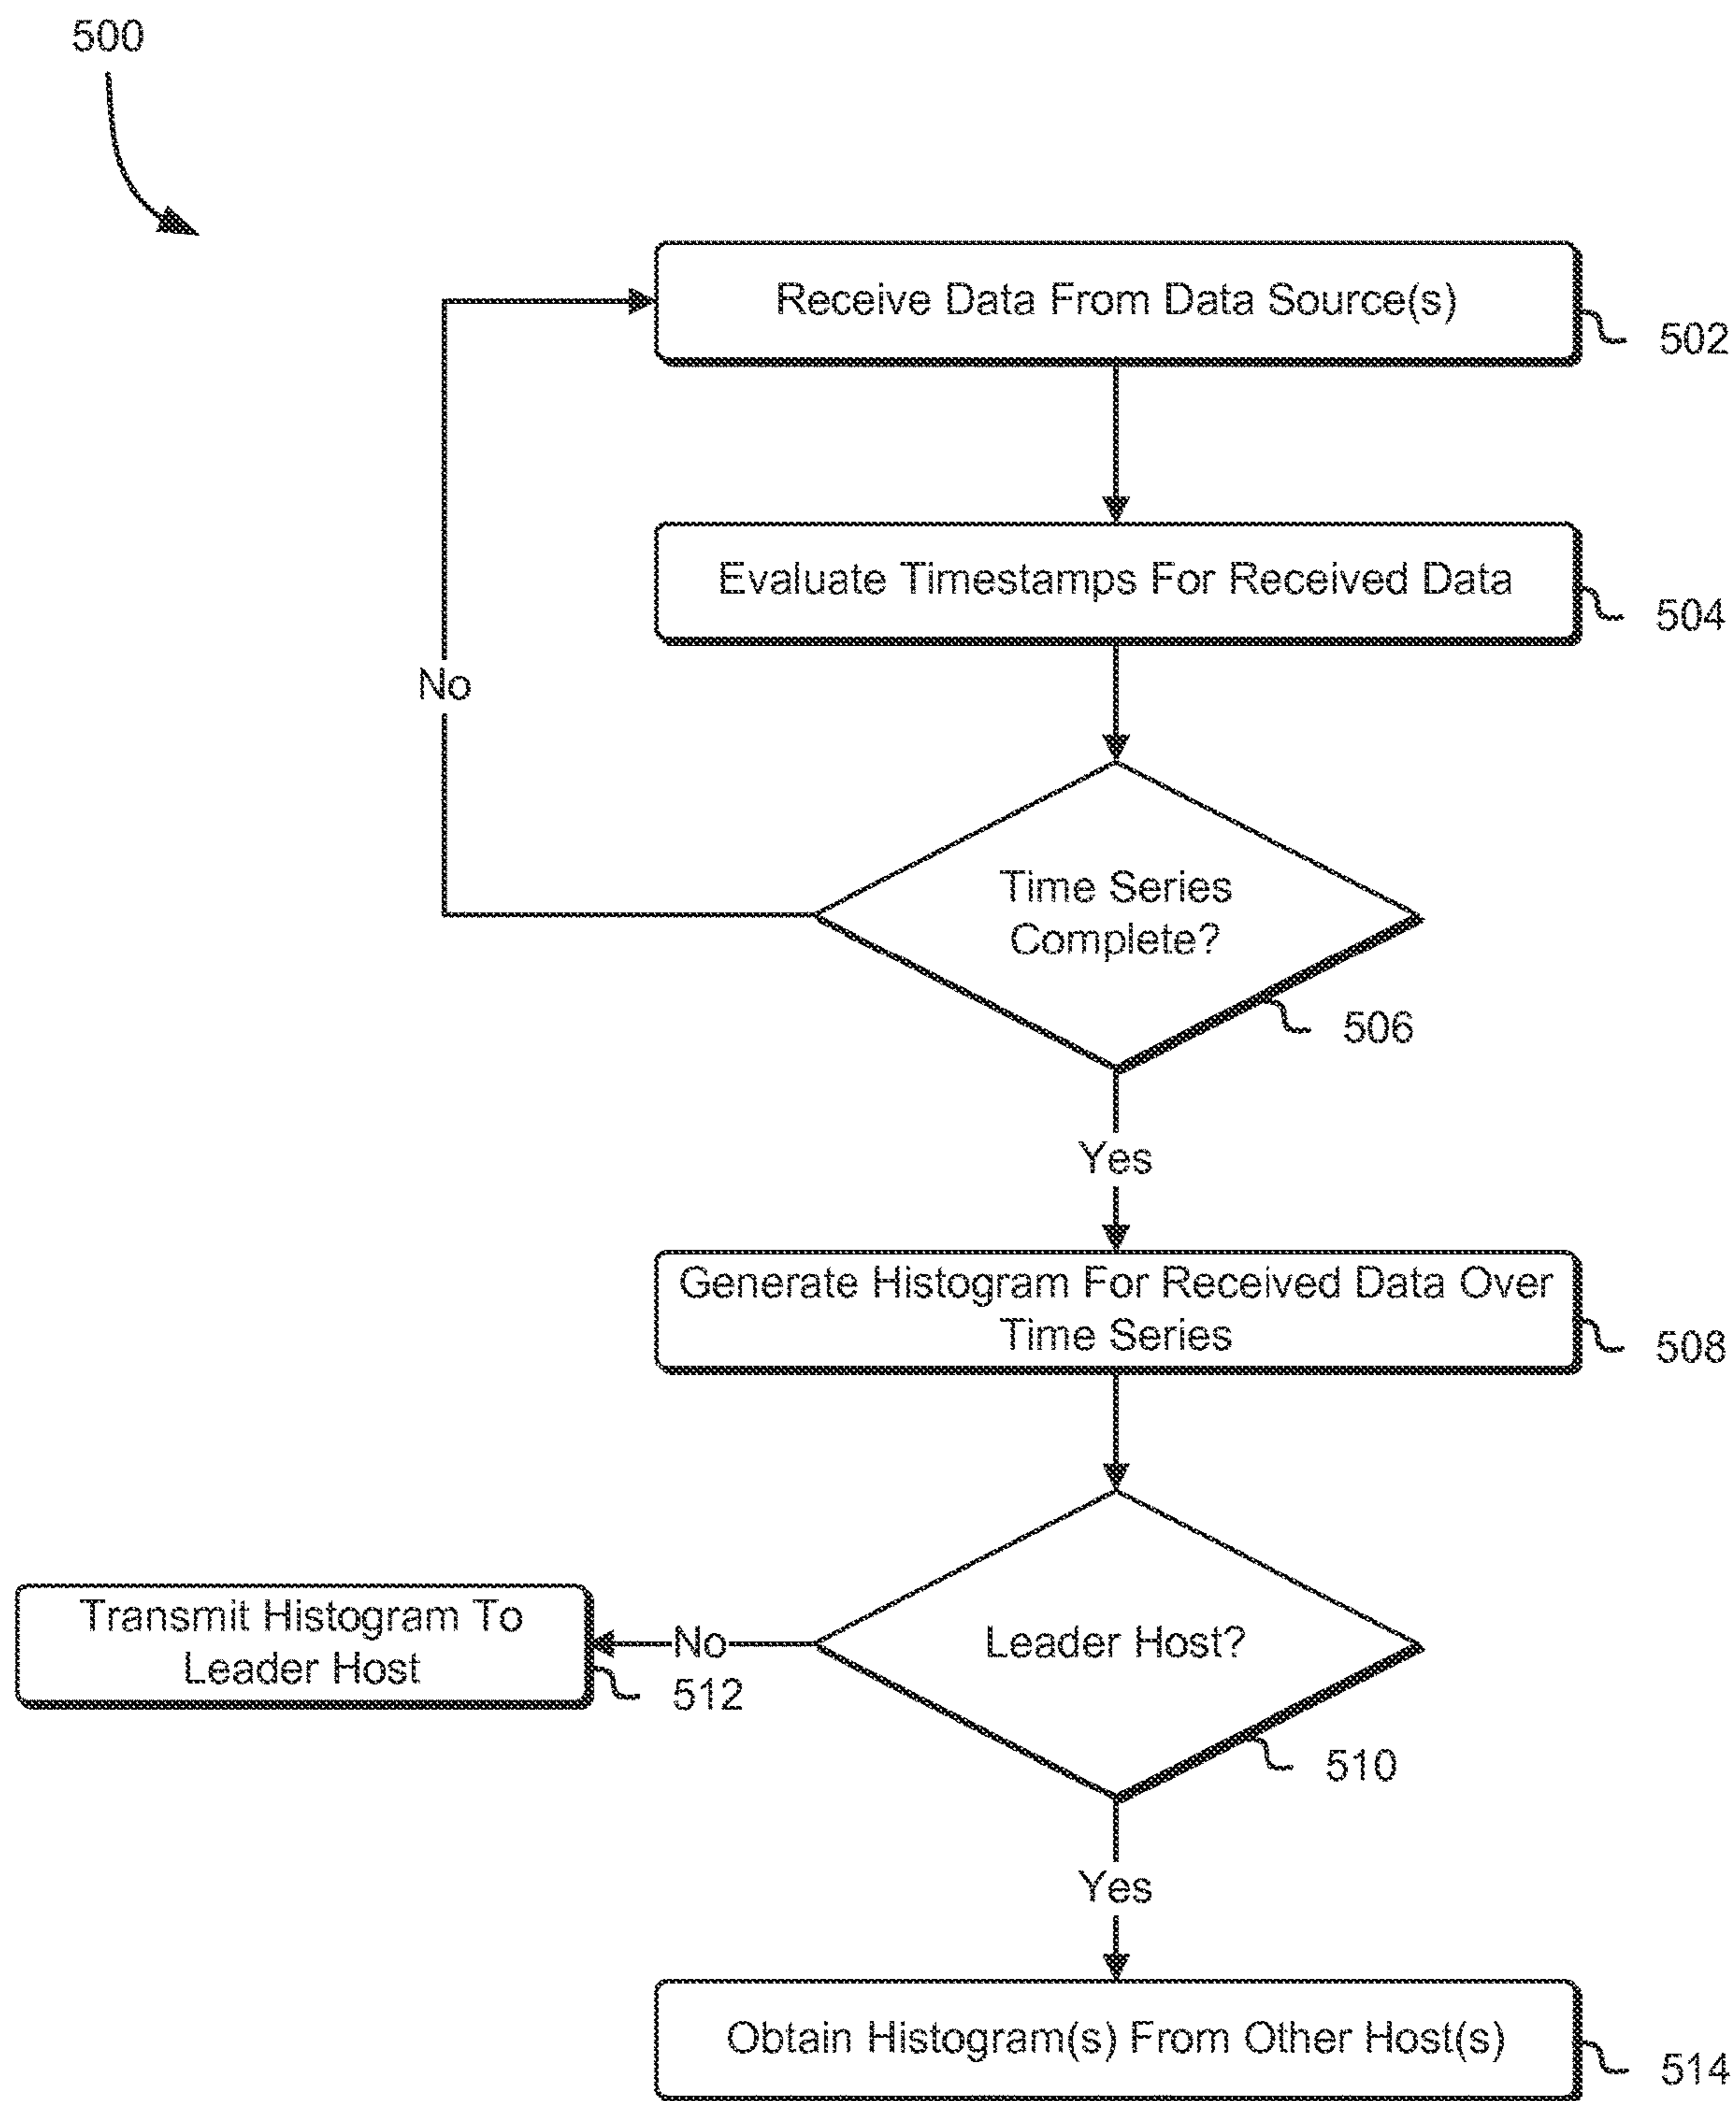 500
Receive Data From Data Source(s)
502
Evaluate Timestamps For Received Data
504
No
Time Series
Complete?
506
Yes
Generate Histogram For Received Data Over
Time Series
508
Transmit Histogram To
Leader Host
No
512
Leader Host?
510
Yes
Obtain Histogram(s) From Other Host(s)
514